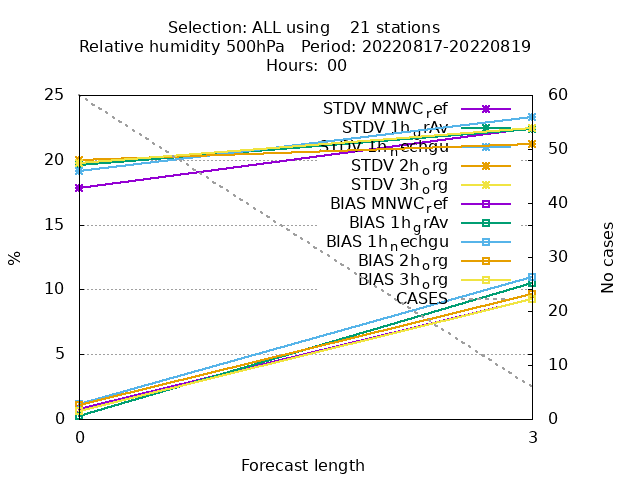 Selection: ALL using 21 stations
Relative humidity 500hPa Period: 20220817-20220819
Hours: 00
25
20
15
10
5
0
%
60
50
40
30
20
10
0
No cases
STDV MNWC_ref
STDV 1h_grAv
STDV 1h_nechgu
STDV 2h_org
STDV 3h_org
BIAS MNWC_ref
BIAS 1h_grAv
BIAS 1h_nechgu
BIAS 2h_org
BIAS 3h_org
CASES
0
3
Forecast length